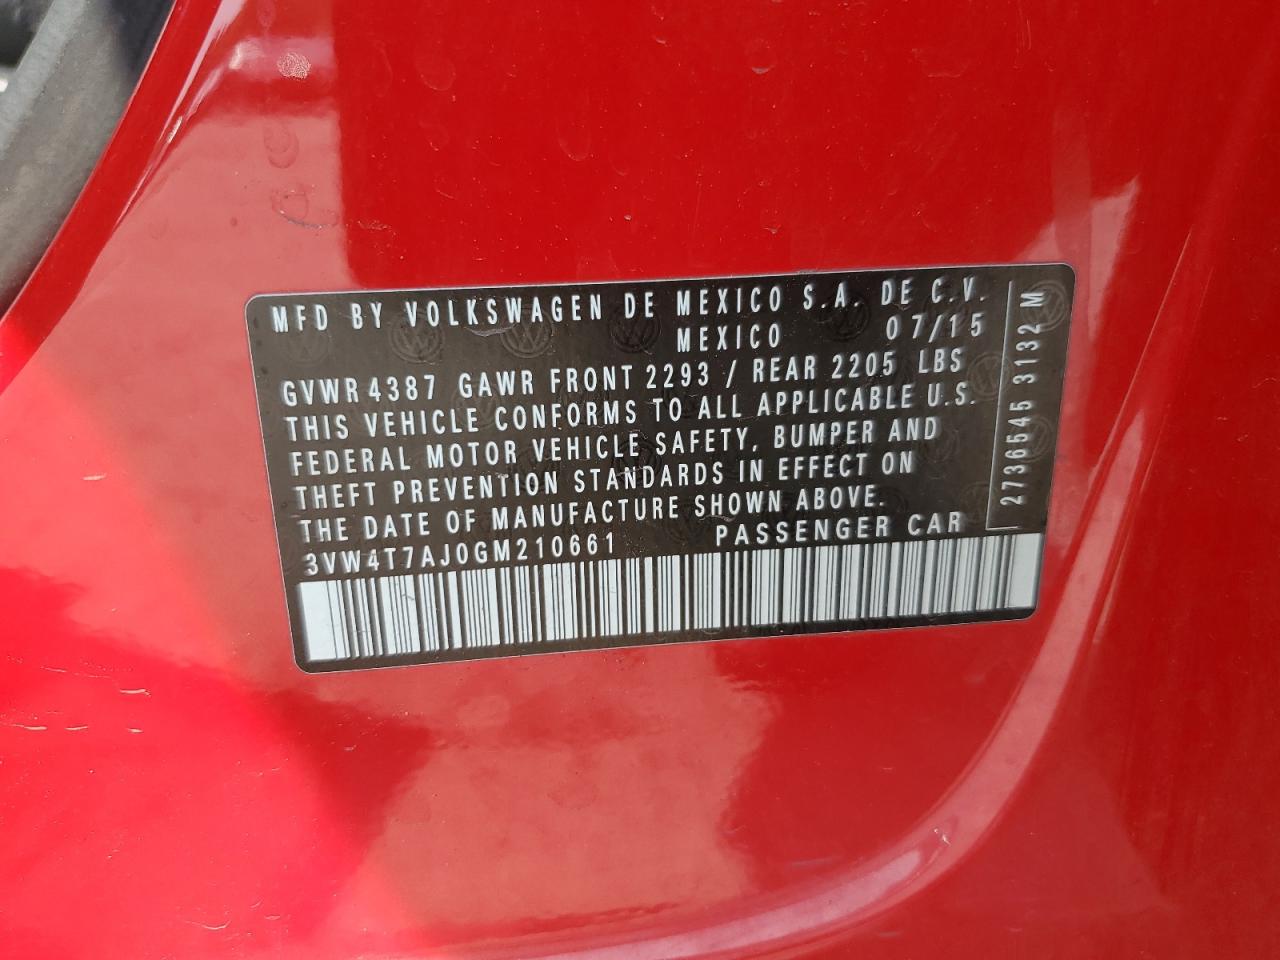 MFD BY VOLKSWAGEN DE MEXICO S.A. DE C.V.
MEXICO 07/15
GVWR 4387 GAWR FRONT 2293 / REAR 2205 LBS
THIS VEHICLE CONFORMS TO ALL APPLICABLE U.S.
FEDERAL MOTOR VEHICLE SAFETY, BUMPER AND
THEFT PREVENTION STANDARDS IN EFFECT ON
THE DATE OF MANUFACTURE SHOWN ABOVE.
3VW4T7AJ0GM210661 PASSENGER CAR
2736645 3132 M